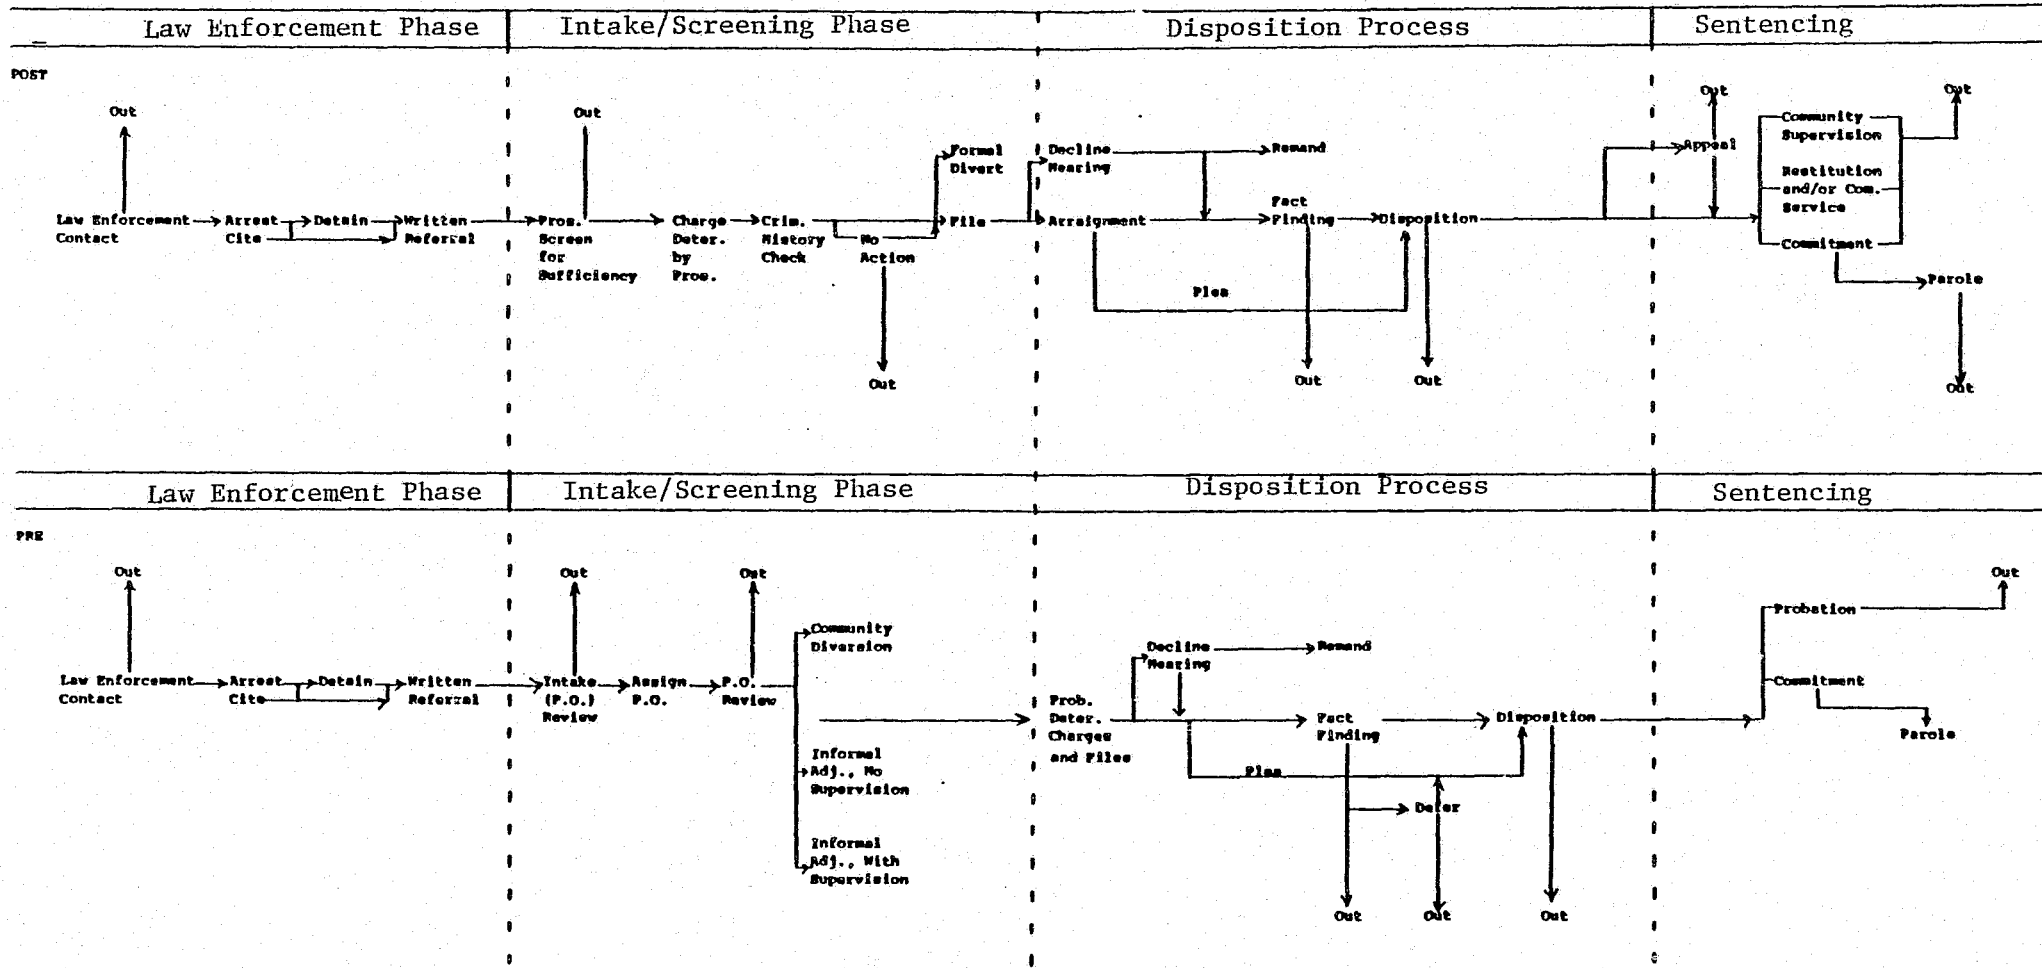 Law Enforcement Phase
Intake/Screening Phase
Disposition Process
Sentencing
POST
Out
Out
Out
Out
Formal
Divert
Decline
Hearing
Remand
Appeal
Community
Supervision
Restitution
and/or Com.
Service
Commitment
Law Enforcement
Contact
Arrest
Cite
Detain
Written
Referral
Pros.
Screen
for
Sufficiency
Charge
Deter.
by
Pros.
Crim.
History
Check
No
Action
File
Arraignment
Fact
Finding
Disposition
Plea
Parole
Out
Out
Out
Out
Law Enforcement Phase
Intake/Screening Phase
Disposition Process
Sentencing
PRE
Out
Out
Out
Out
Law Enforcement
Contact
Arrest
Cite
Detain
Written
Referral
Intake
(P.O.)
Review
Assign
P.O.
P.O.
Review
Community
Diversion
Informal
Adj., No
Supervision
Informal
Adj., With
Supervision
Prob.
Deter.
Charges
and Files
Decline
Hearing
Remand
Fact
Finding
Disposition
Plea
Defer
Out
Out
Out
Probation
Commitment
Parole